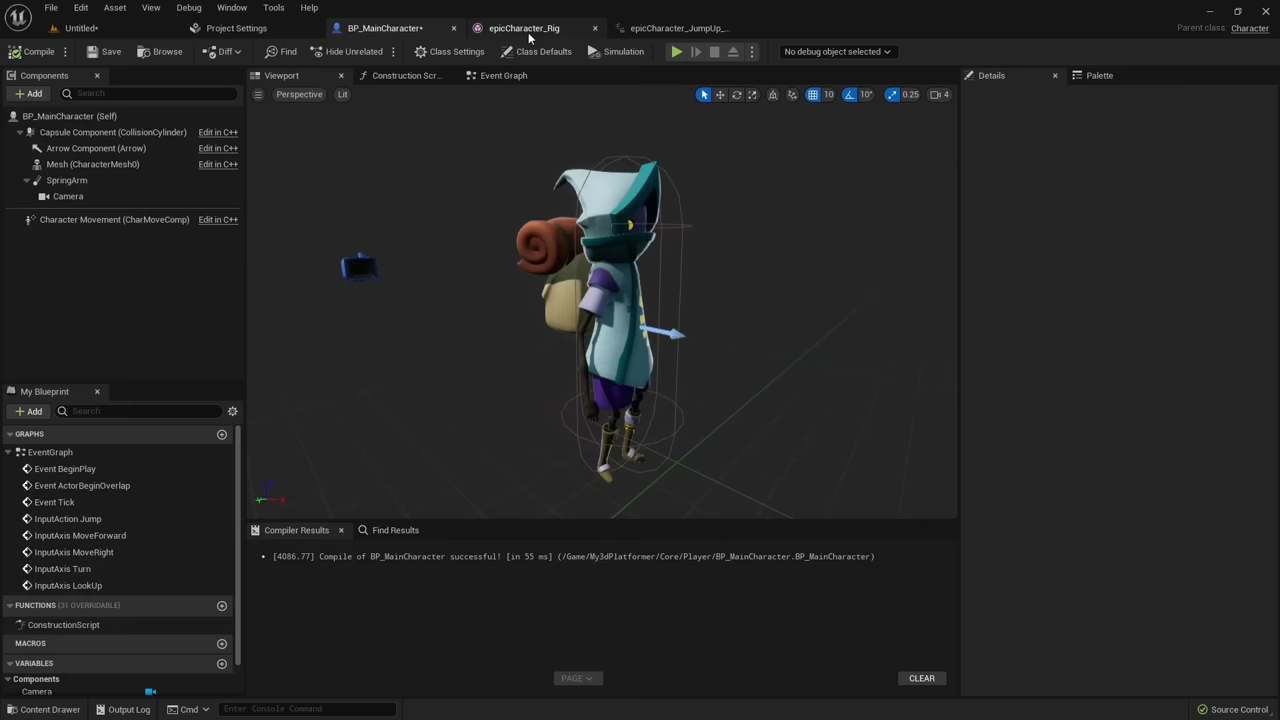 File Edit Asset View Debug Window Tools Help
Untitled* Project Settings BP_MainCharacter* epicCharacter_Rig epicCharacter_JumpUp_... Parent class: Character
Compile Save Browse Diff Find Hide Unrelated Class Settings Class Defaults Simulation No debug object selected
Components Viewport Construction Scr... Event Graph Details Palette
Add Search Perspective Lit 10 10° 0.25 4
BP_MainCharacter (Self)
Capsule Component (CollisionCylinder) Edit in C++
Arrow Component (Arrow) Edit in C++
Mesh (CharacterMesh0) Edit in C++
SpringArm
Camera
Character Movement (CharMoveComp) Edit in C++
My Blueprint
Add Search
GRAPHS
EventGraph
Event BeginPlay
Event ActorBeginOverlap
Event Tick
InputAction Jump
InputAxis MoveForward
InputAxis MoveRight
InputAxis Turn
InputAxis LookUp
FUNCTIONS (31 OVERRIDABLE)
ConstructionScript
MACROS
VARIABLES
Components
Camera
Compiler Results Find Results
[4086.77] Compile of BP_MainCharacter successful! [in 55 ms] (/Game/My3dPlatformer/Core/Player/BP_MainCharacter.BP_MainCharacter)
PAGE CLEAR
Content Drawer Output Log Cmd Enter Console Command Source Control